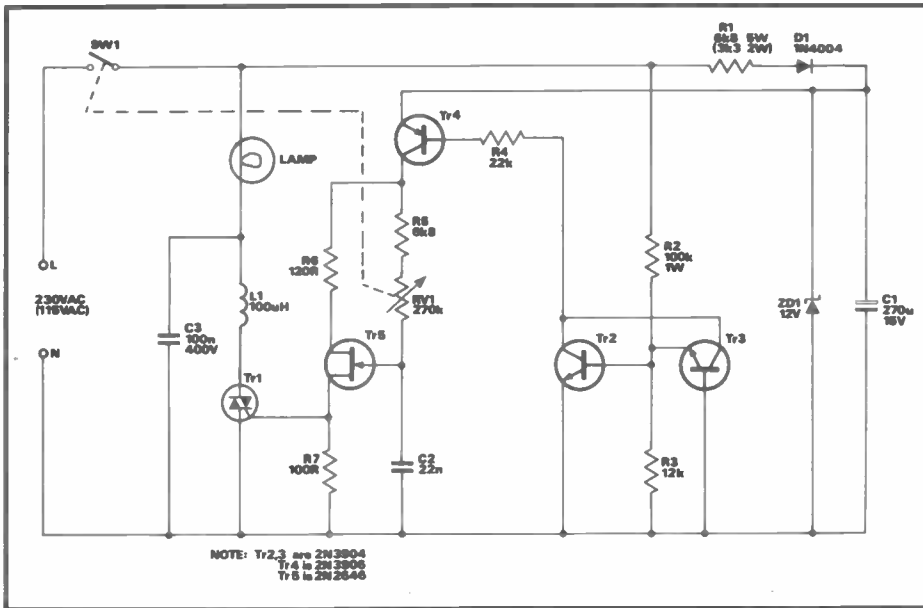 SW1
R1
6k8 5W
(3k3 2W)
D1
1N4004
Tr4
R4
22k
LAMP
R5
6k8
R6
120R
R2
100k
1W
L
230VAC
(115VAC)
N
L1
100uH
RV1
270k
C3
100n
400V
Tr5
Tr2
Tr3
ZD1
12V
C1
270u
15V
Tr1
R7
100R
C2
22n
R3
12k
NOTE: Tr2,3 are 2N3904
Tr4 is 2N3906
Tr5 is 2N2646